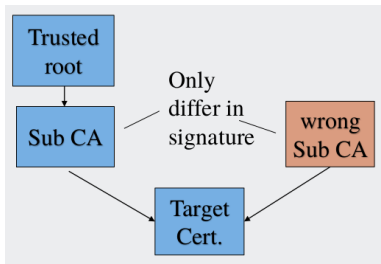 Trusted
root
Only
differ in
signature
Sub CA
wrong
Sub CA
Target
Cert.